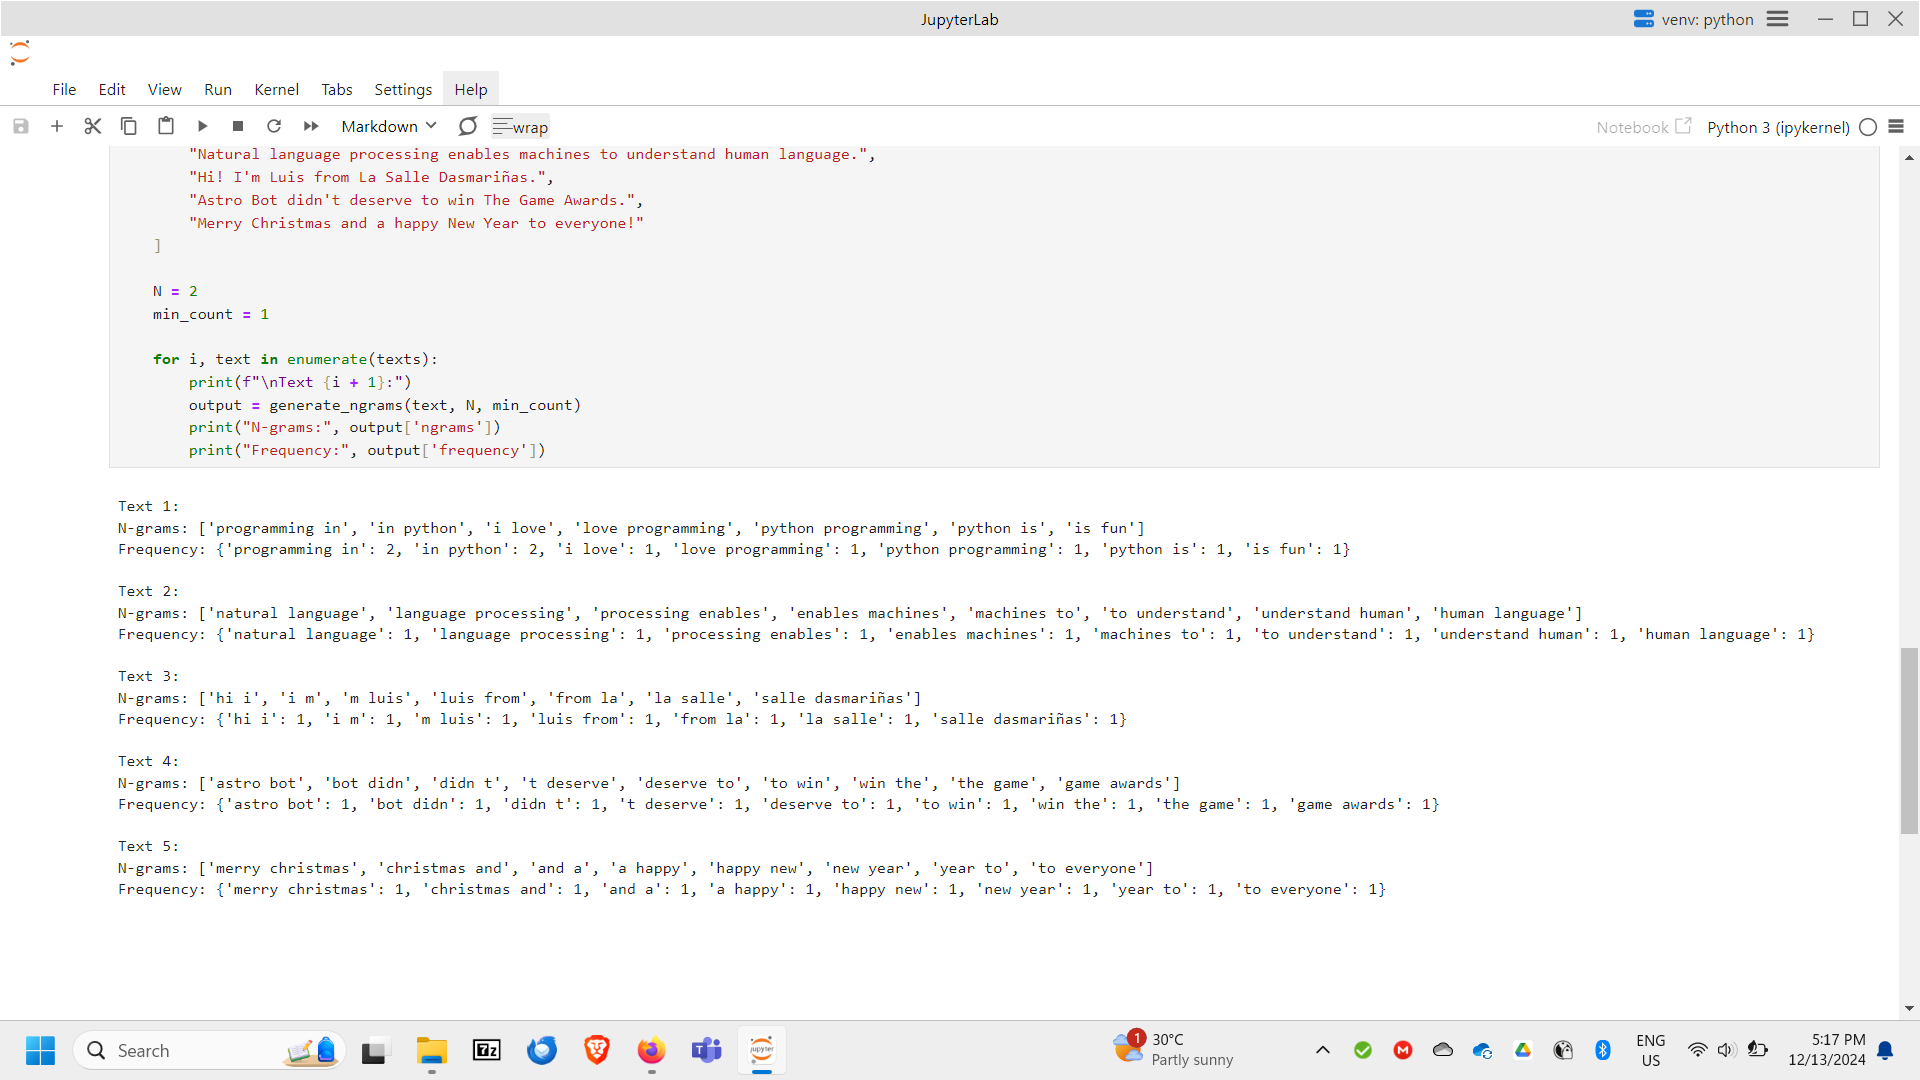 JupyterLab
venv: python
File Edit View Run Kernel Tabs Settings Help
Markdown
wrap
Notebook
Python 3 (ipykernel)
"Natural language processing enables machines to understand human language.",
"Hi! I'm Luis from La Salle Dasmariñas.",
"Astro Bot didn't deserve to win The Game Awards.",
"Merry Christmas and a happy New Year to everyone!"
]
N = 2
min_count = 1
for i, text in enumerate(texts):
print(f"\nText {i + 1}:")
output = generate_ngrams(text, N, min_count)
print("N-grams:", output['ngrams'])
print("Frequency:", output['frequency'])
Text 1:
N-grams: ['programming in', 'in python', 'i love', 'love programming', 'python programming', 'python is', 'is fun']
Frequency: {'programming in': 2, 'in python': 2, 'i love': 1, 'love programming': 1, 'python programming': 1, 'python is': 1, 'is fun': 1}
Text 2:
N-grams: ['natural language', 'language processing', 'processing enables', 'enables machines', 'machines to', 'to understand', 'understand human', 'human language']
Frequency: {'natural language': 1, 'language processing': 1, 'processing enables': 1, 'enables machines': 1, 'machines to': 1, 'to understand': 1, 'understand human': 1, 'human language': 1}
Text 3:
N-grams: ['hi i', 'i m', 'm luis', 'luis from', 'from la', 'la salle', 'salle dasmariñas']
Frequency: {'hi i': 1, 'i m': 1, 'm luis': 1, 'luis from': 1, 'from la': 1, 'la salle': 1, 'salle dasmariñas': 1}
Text 4:
N-grams: ['astro bot', 'bot didn', 'didn t', 't deserve', 'deserve to', 'to win', 'win the', 'the game', 'game awards']
Frequency: {'astro bot': 1, 'bot didn': 1, 'didn t': 1, 't deserve': 1, 'deserve to': 1, 'to win': 1, 'win the': 1, 'the game': 1, 'game awards': 1}
Text 5:
N-grams: ['merry christmas', 'christmas and', 'and a', 'a happy', 'happy new', 'new year', 'year to', 'to everyone']
Frequency: {'merry christmas': 1, 'christmas and': 1, 'and a': 1, 'a happy': 1, 'happy new': 1, 'new year': 1, 'year to': 1, 'to everyone': 1}
Search
7z
jupyter
1
30°C
Partly sunny
ENG
US
5:17 PM
12/13/2024